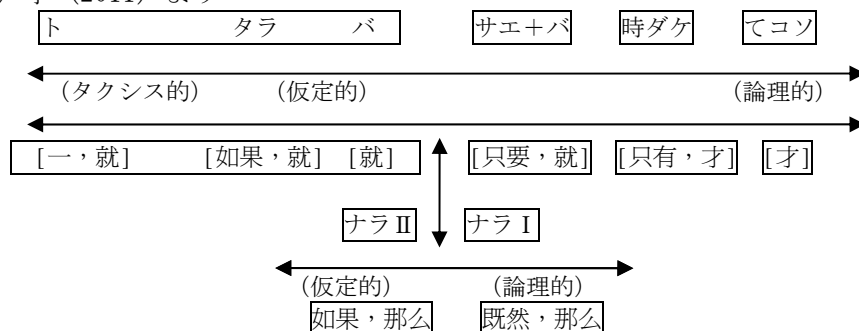 (2011)
ト タラ バ サエ+バ 時ダケ てコソ
(タクシス的) (仮定的) (論理的)
[一,就] [如果,就] [就] [只要,就] [只有,才] [才]
ナラⅡ ナラⅠ
(仮定的) (論理的)
如果,那么 既然,那么